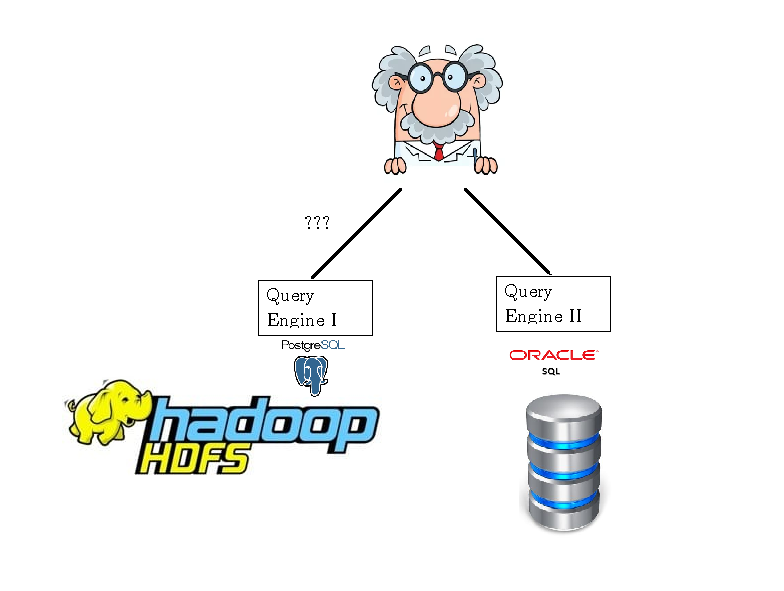 ???
Query
Engine I
Query
Engine II
PostgreSQL
ORACLE
SQL
hadoop
HDFS